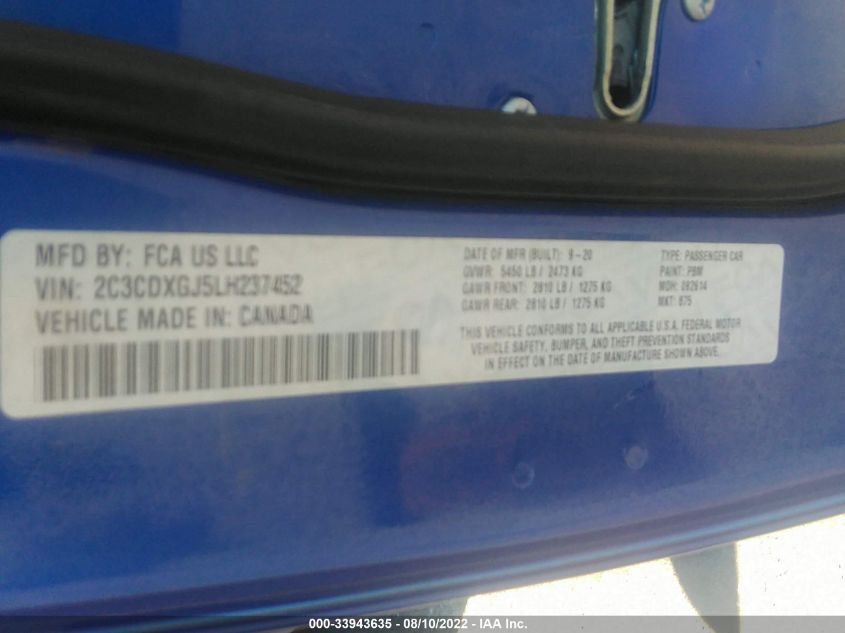 MFD BY: FCA US LLC
VIN: 2C3CDXGJ5LH237452
VEHICLE MADE IN: CANADA
DATE OF MFR (BUILT): 9-20
GVWR: 5450 LB / 2473 KG
GAWR FRONT: 2810 LB / 1275 KG
GAWR REAR: 2810 LB / 1275 KG
TYPE: PASSENGER CAR
PAINT: PBM
MDH: 092614
MKT: 875
THIS VEHICLE CONFORMS TO ALL APPLICABLE U.S.A. FEDERAL MOTOR
VEHICLE SAFETY, BUMPER, AND THEFT PREVENTION STANDARDS
IN EFFECT ON THE DATE OF MANUFACTURE SHOWN ABOVE.
000-33943635 - 08/10/2022 - IAA Inc.